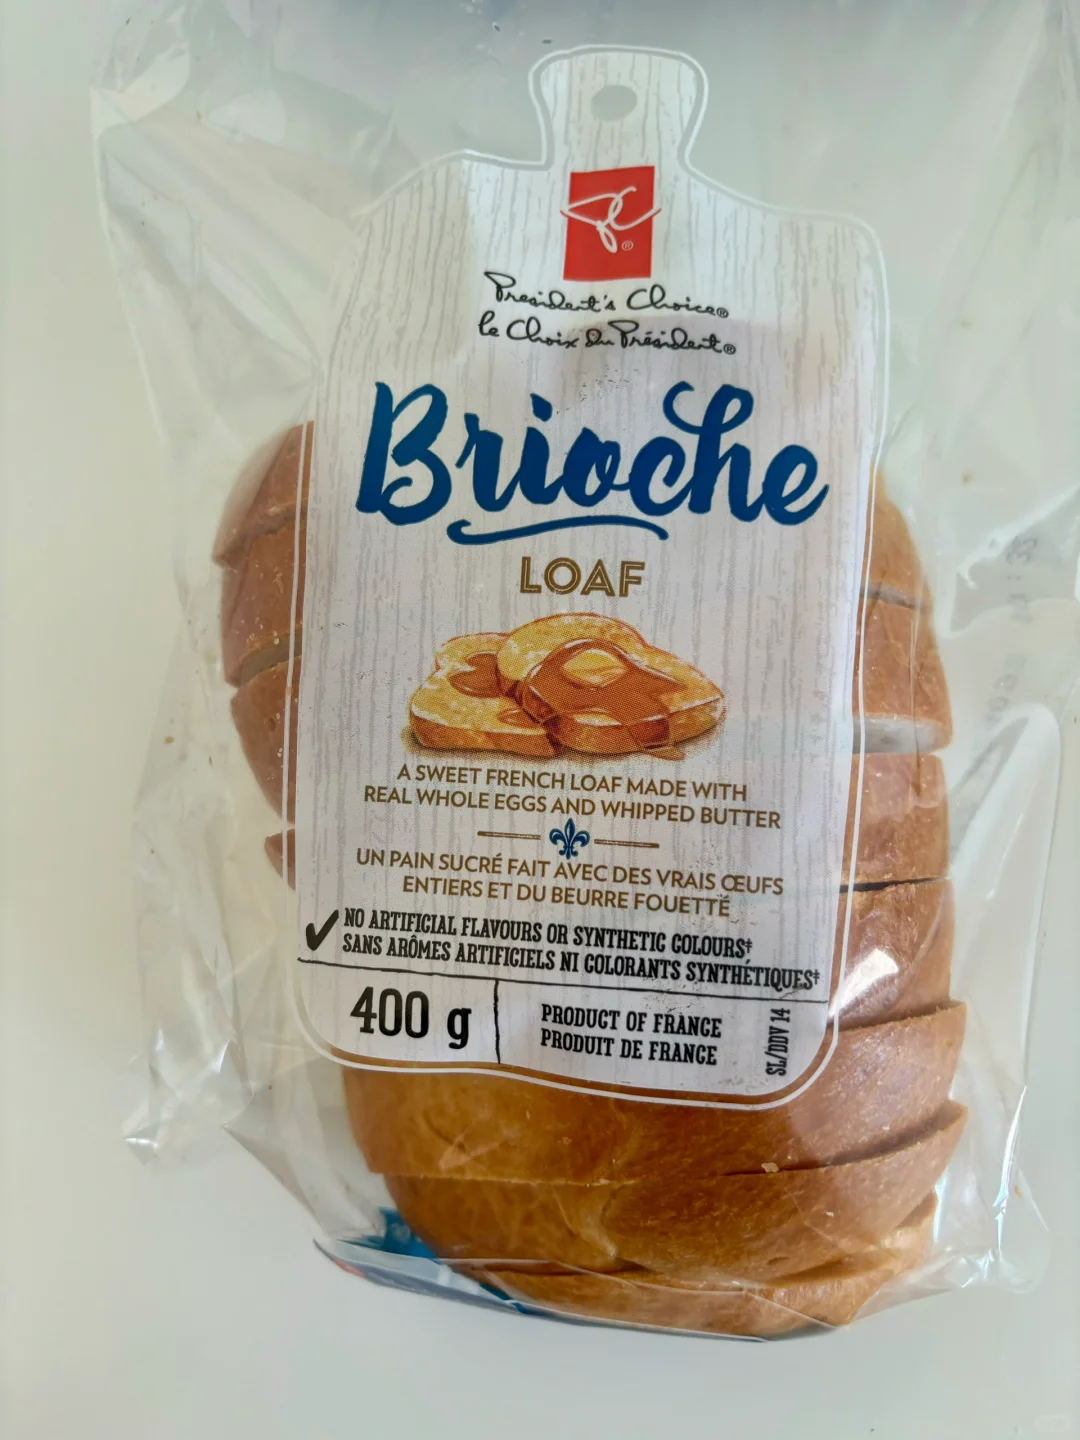 President's Choice®
le Choix du Président®
Brioche
LOAF
A SWEET FRENCH LOAF MADE WITH
REAL WHOLE EGGS AND WHIPPED BUTTER
UN PAIN SUCRÉ FAIT AVEC DES VRAIS ŒUFS
ENTIERS ET DU BEURRE FOUETTÉ
✓ NO ARTIFICIAL FLAVOURS OR SYNTHETIC COLOURS‡
SANS ARÔMES ARTIFICIELS NI COLORANTS SYNTHÉTIQUES‡
400 g
PRODUCT OF FRANCE
PRODUIT DE FRANCE
SL/DDV 14